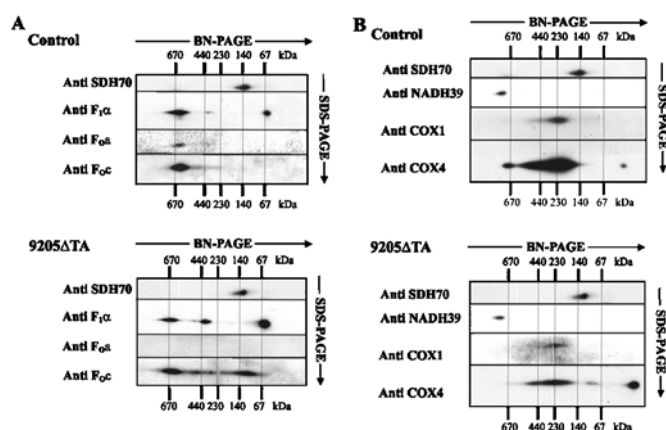 A
Control
BN-PAGE
670 440 230 140 67 kDa
Anti SDH70
Anti F₁α
Anti F₀a
Anti F₀c
SDS-PAGE
670 440 230 140 67
9205ΔTA
BN-PAGE
670 440 230 140 67 kDa
Anti SDH70
Anti F₁α
Anti F₀a
Anti F₀c
SDS-PAGE
670 440 230 140 67 kDa
B
Control
BN-PAGE
670 440 230 140 67 kDa
Anti SDH70
Anti NADH39
Anti COX1
Anti COX4
SDS-PAGE
670 440 230 140 67
9205ΔTA
BN-PAGE
670 440 230 140 67 kDa
Anti SDH70
Anti NADH39
Anti COX1
Anti COX4
SDS-PAGE
670 440 230 140 67 kDa